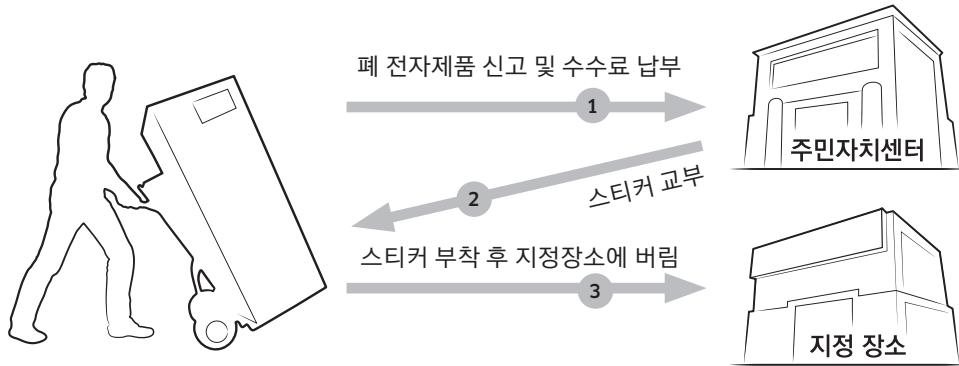 폐 전자제품 신고 및 수수료 납부
1
주민자치센터
2
스티커 교부
스티커 부착 후 지정장소에 버림
3
지정 장소